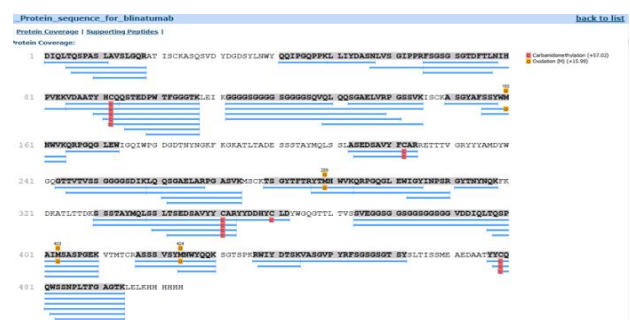 _Protein_sequence_for_blinatumab
back to list
Protein Coverage | Supporting Peptides |
Protein Coverage:
Carbamidomethylation (+57.02)
Oxidation (M) (+15.99)
1 DIQLTQSPAS LAVSLGQRAT ISCKASQSVD YDGDSYLNWY QQIPGQPPKL LIYDASNLVS GIPPRFSGSG SGTDFTLNIH
81 PVEKVDAATY HCQQSTEDPW TFGGGTKLEI KGGGGSGGGG SGGGGSQVQL QQSGAELVRP GSSVKISCKA SGYAFSSYWM
161 NWVKQRPGQG LEWIGQIWPG DGDTNYNGKF KGKATLTADE SSSTAYMQLS SLASEDSAVY FCARRETTTV GRYYYAMDYW
241 GQGTTVTVSS GGGGSDIKLQ QSGAELARPG ASVKMSCKTS GYTFTRYTMH WVKQRPGQGL EWIGYINPSR GYTNYNQKFK
321 DKATLTTDKS SSTAYMQLSS LTSEDSAVYY CARYYDDHYC LDYWGQGTTL TVSSVEGGSG GSGGSGGSGG VDDIQLTQSP
401 AIMSASPGEK VTMTCRASSS VSYMNWYQQK SGTSPKRWIY DTSKVASGVP YRFSGSGSGT SYSLTISSME AEDAATYYCQ
481 QWSSNPLTFG AGTKLELKHH HHHH